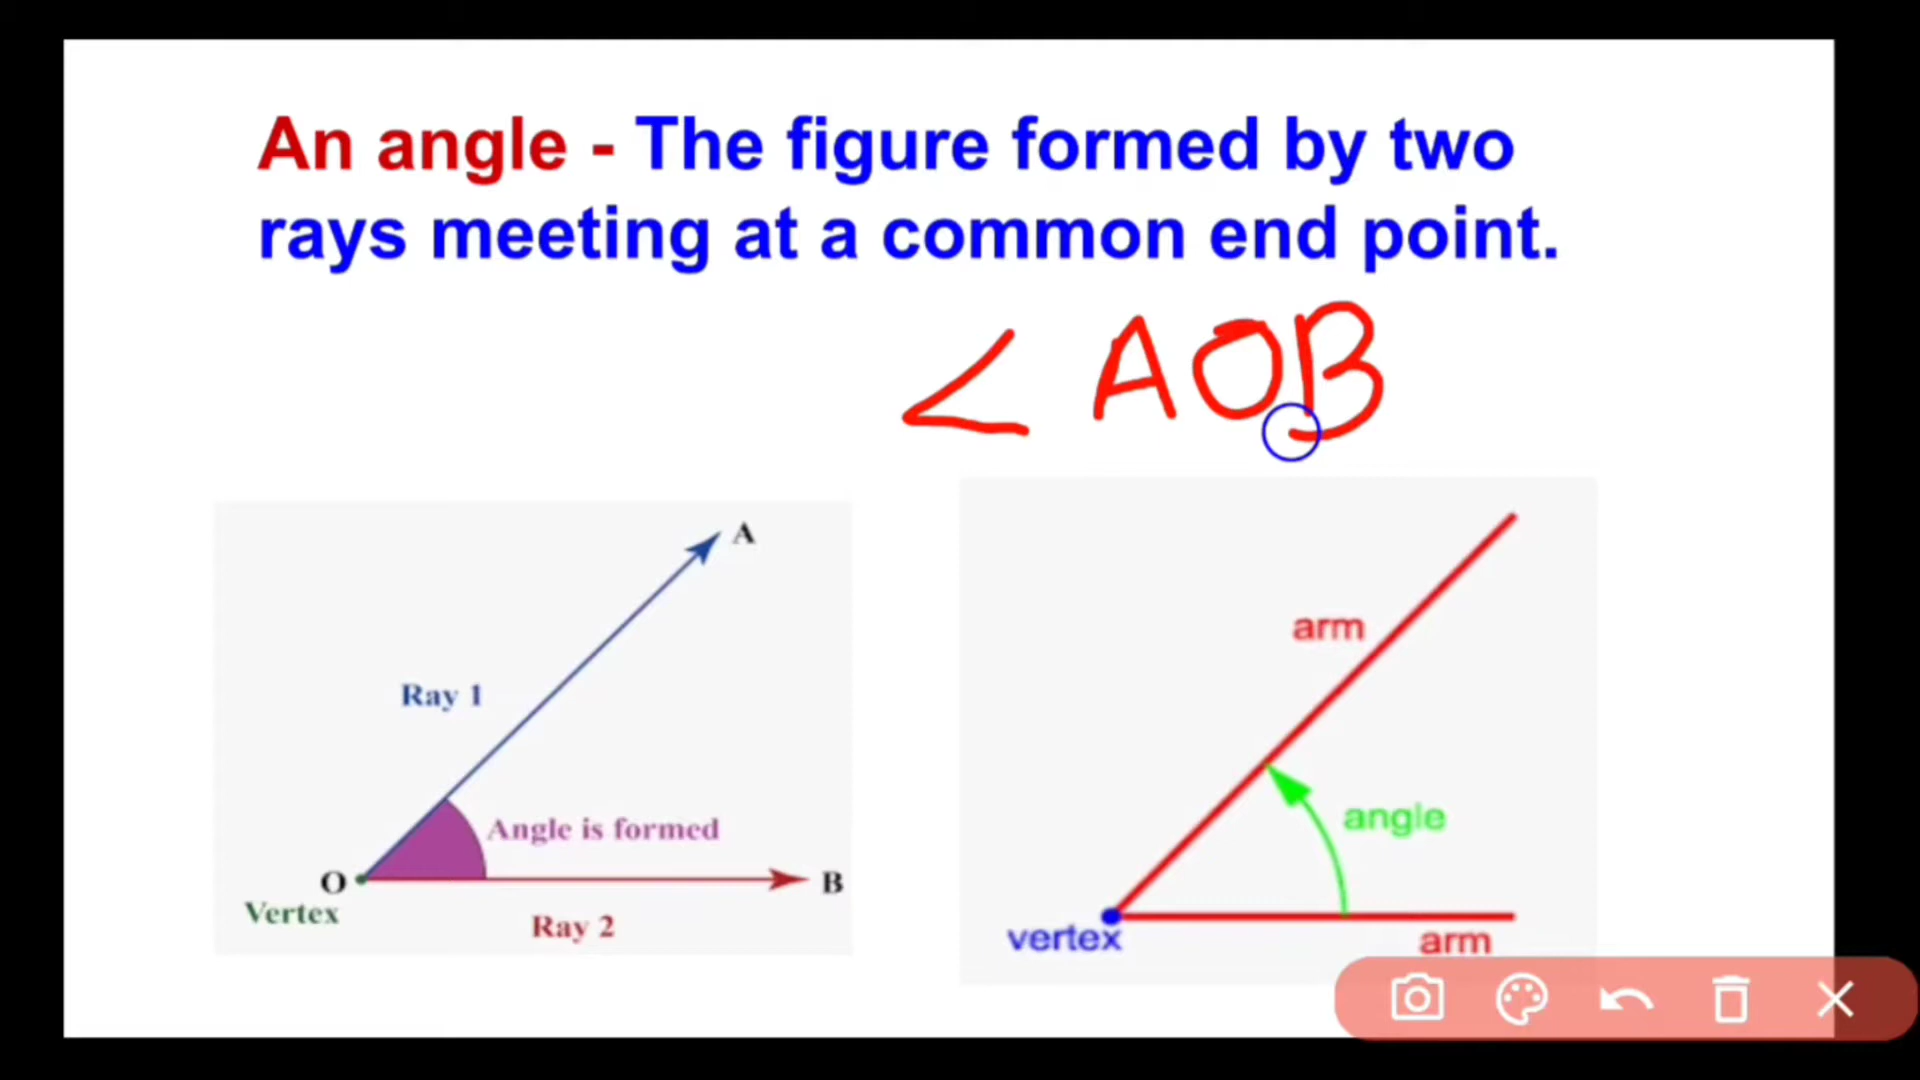 An angle - The figure formed by two
rays meeting at a common end point.
< AOB
A
Ray 1
Angle is formed
O
B
Vertex
Ray 2
arm
angle
vertex
arm